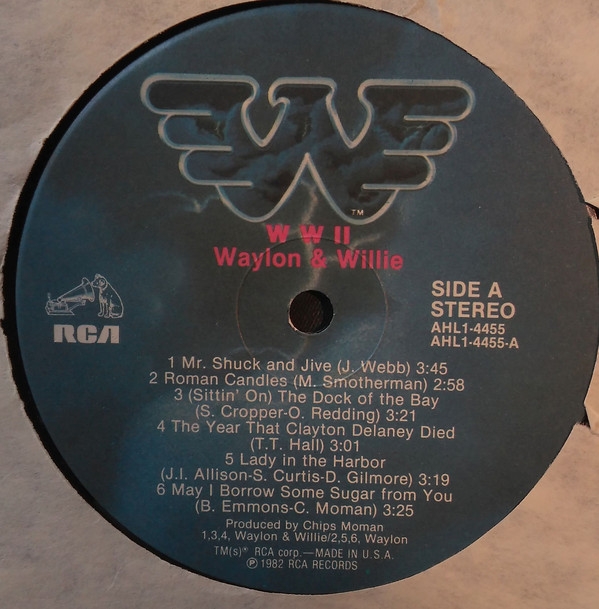 TM
W W II
Waylon & Willie
RCA
SIDE A
STEREO
AHL1-4455
AHL1-4455-A
1 Mr. Shuck and Jive (J. Webb) 3:45
2 Roman Candles (M. Smotherman) 2:58
3 (Sittin' On) The Dock of the Bay
(S. Cropper-O. Redding) 3:21
4 The Year That Clayton Delaney Died
(T.T. Hall) 3:01
5 Lady in the Harbor
(J.I. Allison-S. Curtis-D. Gilmore) 3:19
6 May I Borrow Some Sugar from You
(B. Emmons-C. Moman) 3:25
Produced by Chips Moman
1,3,4, Waylon & Willie/2,5,6, Waylon
TM(s)® RCA corp.—MADE IN U.S.A.
℗ 1982 RCA RECORDS